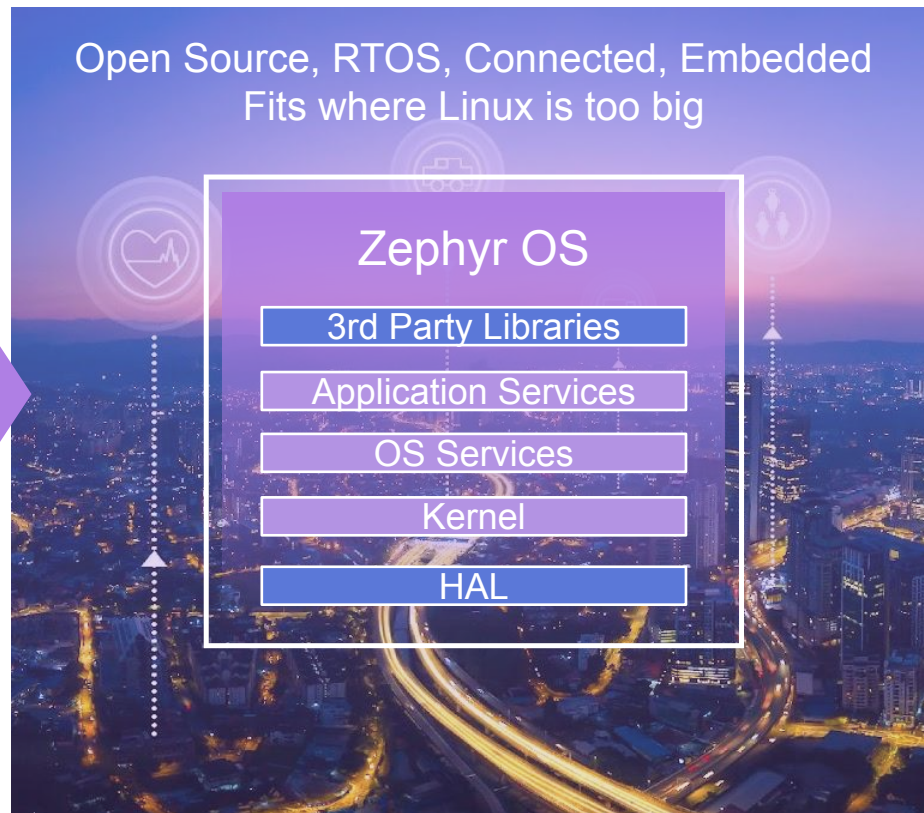 Open Source, RTOS, Connected, Embedded
Fits where Linux is too big
Zephyr OS
3rd Party Libraries
Application Services
OS Services
Kernel
HAL